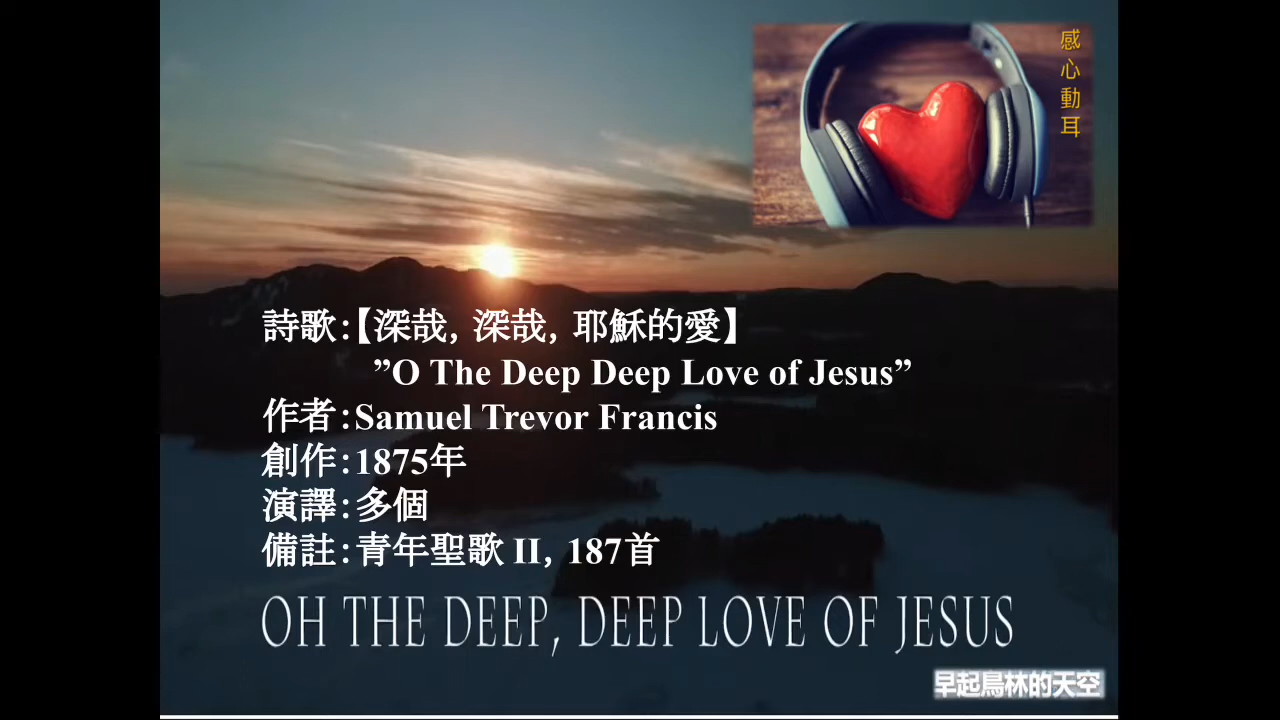 感心動耳
詩歌：【深哉，深哉，耶穌的愛】
”O The Deep Deep Love of Jesus”
作者：Samuel Trevor Francis
創作：1875年
演譯：多個
備註：青年聖歌 II，187首
OH THE DEEP, DEEP LOVE OF JESUS
早起鳥林的天空